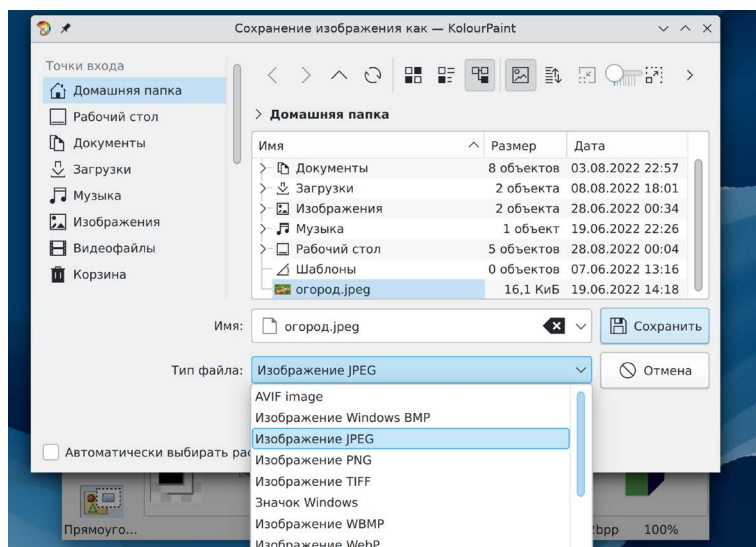 Сохранение изображения как — KolourPaint
Точки входа
Домашняя папка
Рабочий стол
Документы
Загрузки
Музыка
Изображения
Видеофайлы
Корзина
Домашняя папка
Имя Размер Дата
Документы 8 объектов 03.08.2022 22:57
Загрузки 2 объекта 08.08.2022 18:01
Изображения 2 объекта 28.06.2022 00:34
Музыка 1 объект 19.06.2022 22:26
Рабочий стол 5 объектов 28.08.2022 00:04
Шаблоны 0 объектов 07.06.2022 13:16
огород.jpeg 16,1 КиБ 19.06.2022 14:18
Имя: огород.jpeg Сохранить
Тип файла: Изображение JPEG Отмена
AVIF image
Изображение Windows BMP
Изображение JPEG
Изображение PNG
Изображение TIFF
Значок Windows
Изображение WBMP
Изображение WebP
Автоматически выбирать ра
Прямоуго... bpp 100%